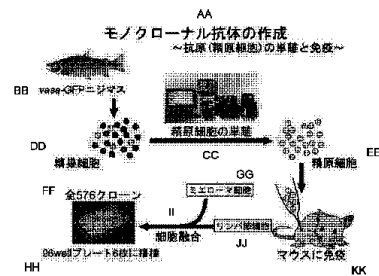 AA
モノクローナル抗体の作成
～抗原(精原細胞)の単離と免疫～
BB vasa-GFPニジマス
DD 精巣細胞
精原細胞の単離
CC
精原細胞 EE
FF 全576クローン
GG
ミエローマ細胞
II
細胞融合
リンパ球細胞
JJ
96wellプレート6枚に播種
HH
マウスに免疫
KK